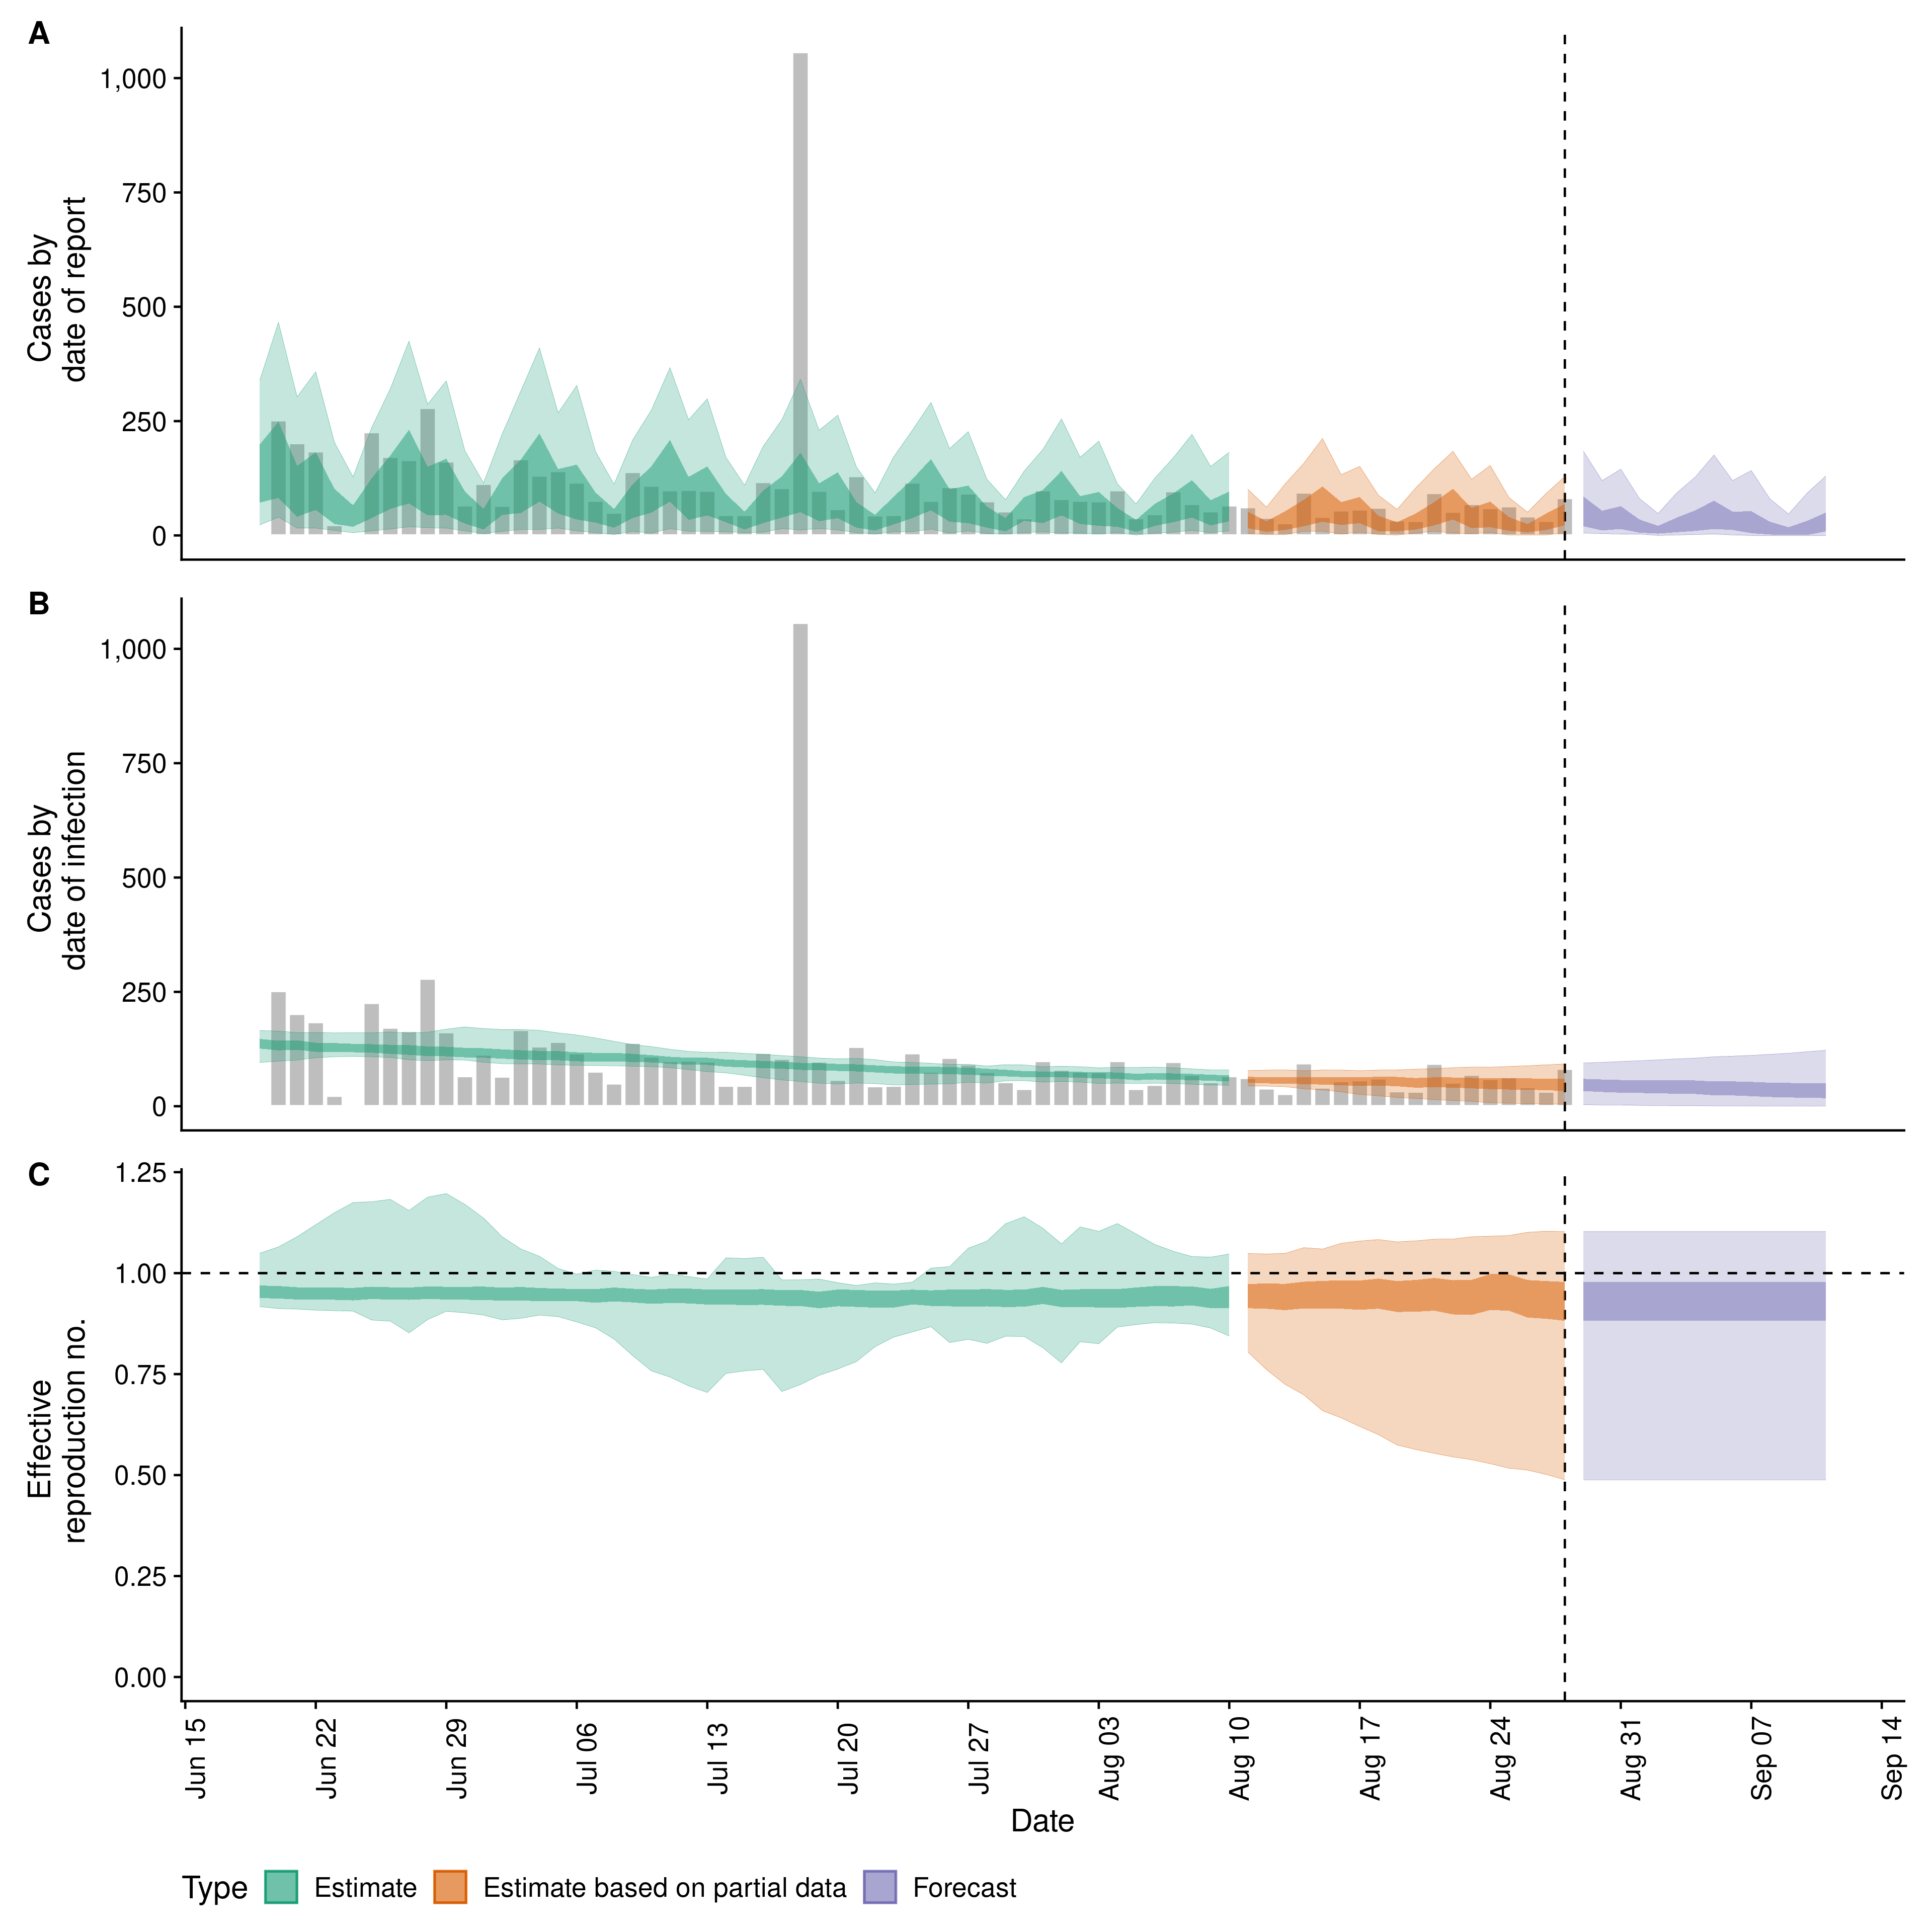 A
1,000
750
500
250
0
Cases by
date of report
B
1,000
750
500
250
0
Cases by
date of infection
C
1.25
1.00
0.75
0.50
0.25
0.00
Effective
reproduction no.
Jun 15
Jun 22
Jun 29
Jul 06
Jul 13
Jul 20
Jul 27
Aug 03
Aug 10
Aug 17
Aug 24
Aug 31
Sep 07
Sep 14
Date
Type Estimate Estimate based on partial data Forecast